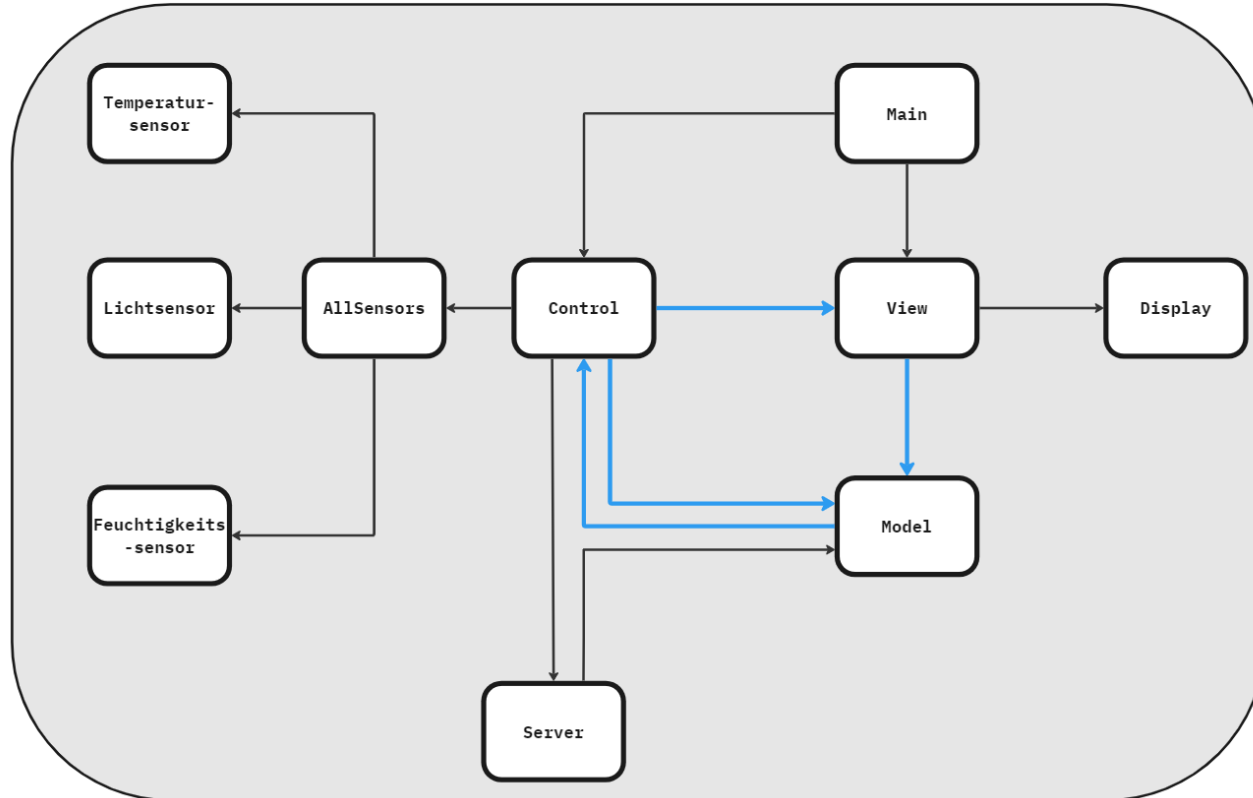 Temperatur-
sensor
Main
Lichtsensor
AllSensors
Control
View
Display
Feuchtigkeits
-sensor
Model
Server